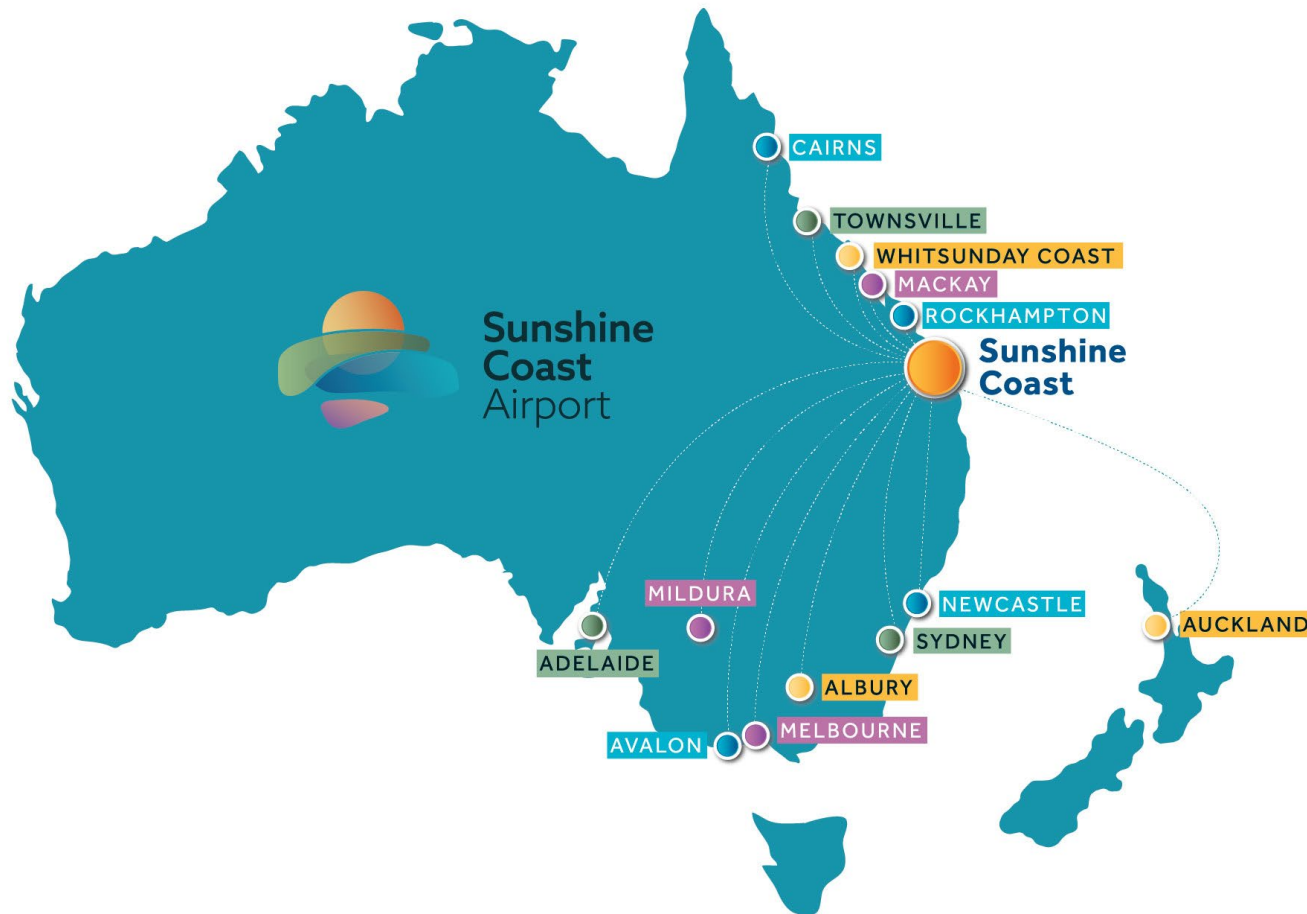 CAIRNS
TOWNSVILLE
WHITSUNDAY COAST
MACKAY
ROCKHAMPTON
Sunshine
Coast
Airport
Sunshine
Coast
MILDURA
NEWCASTLE
AUCKLAND
SYDNEY
ADELAIDE
ALBURY
MELBOURNE
AVALON